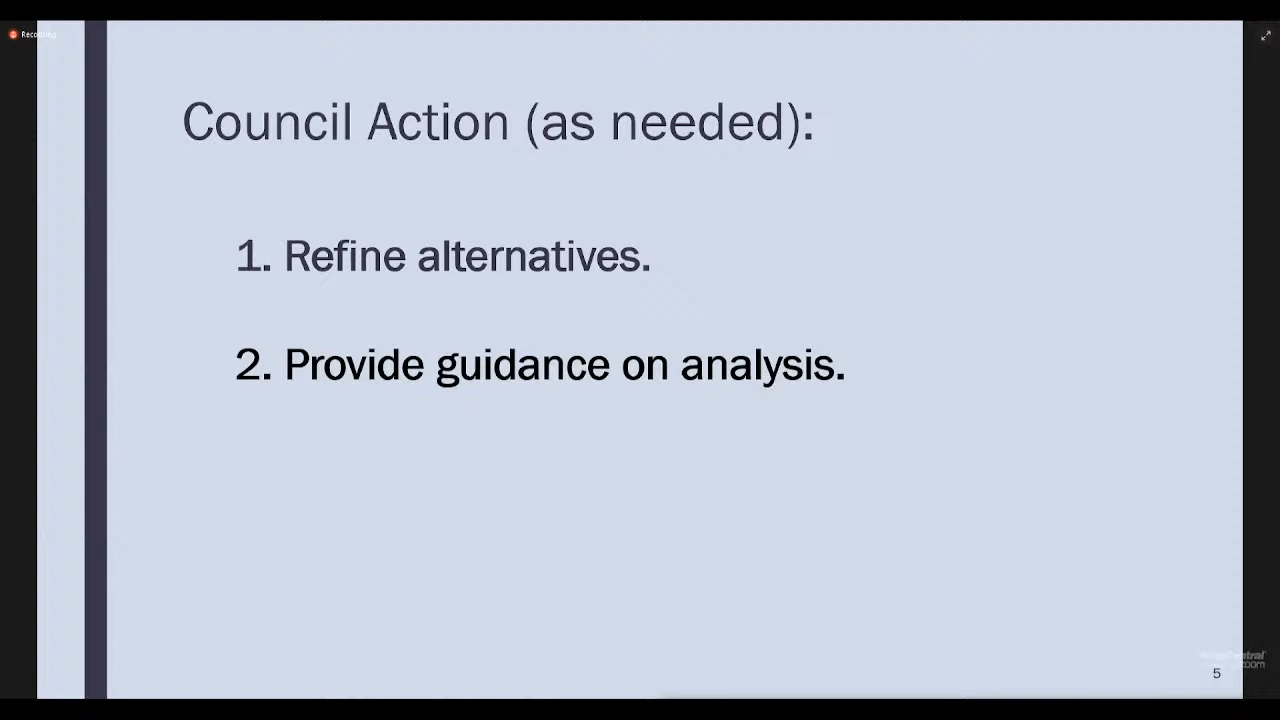 Recording
Council Action (as needed):
1. Refine alternatives.
2. Provide guidance on analysis.
5